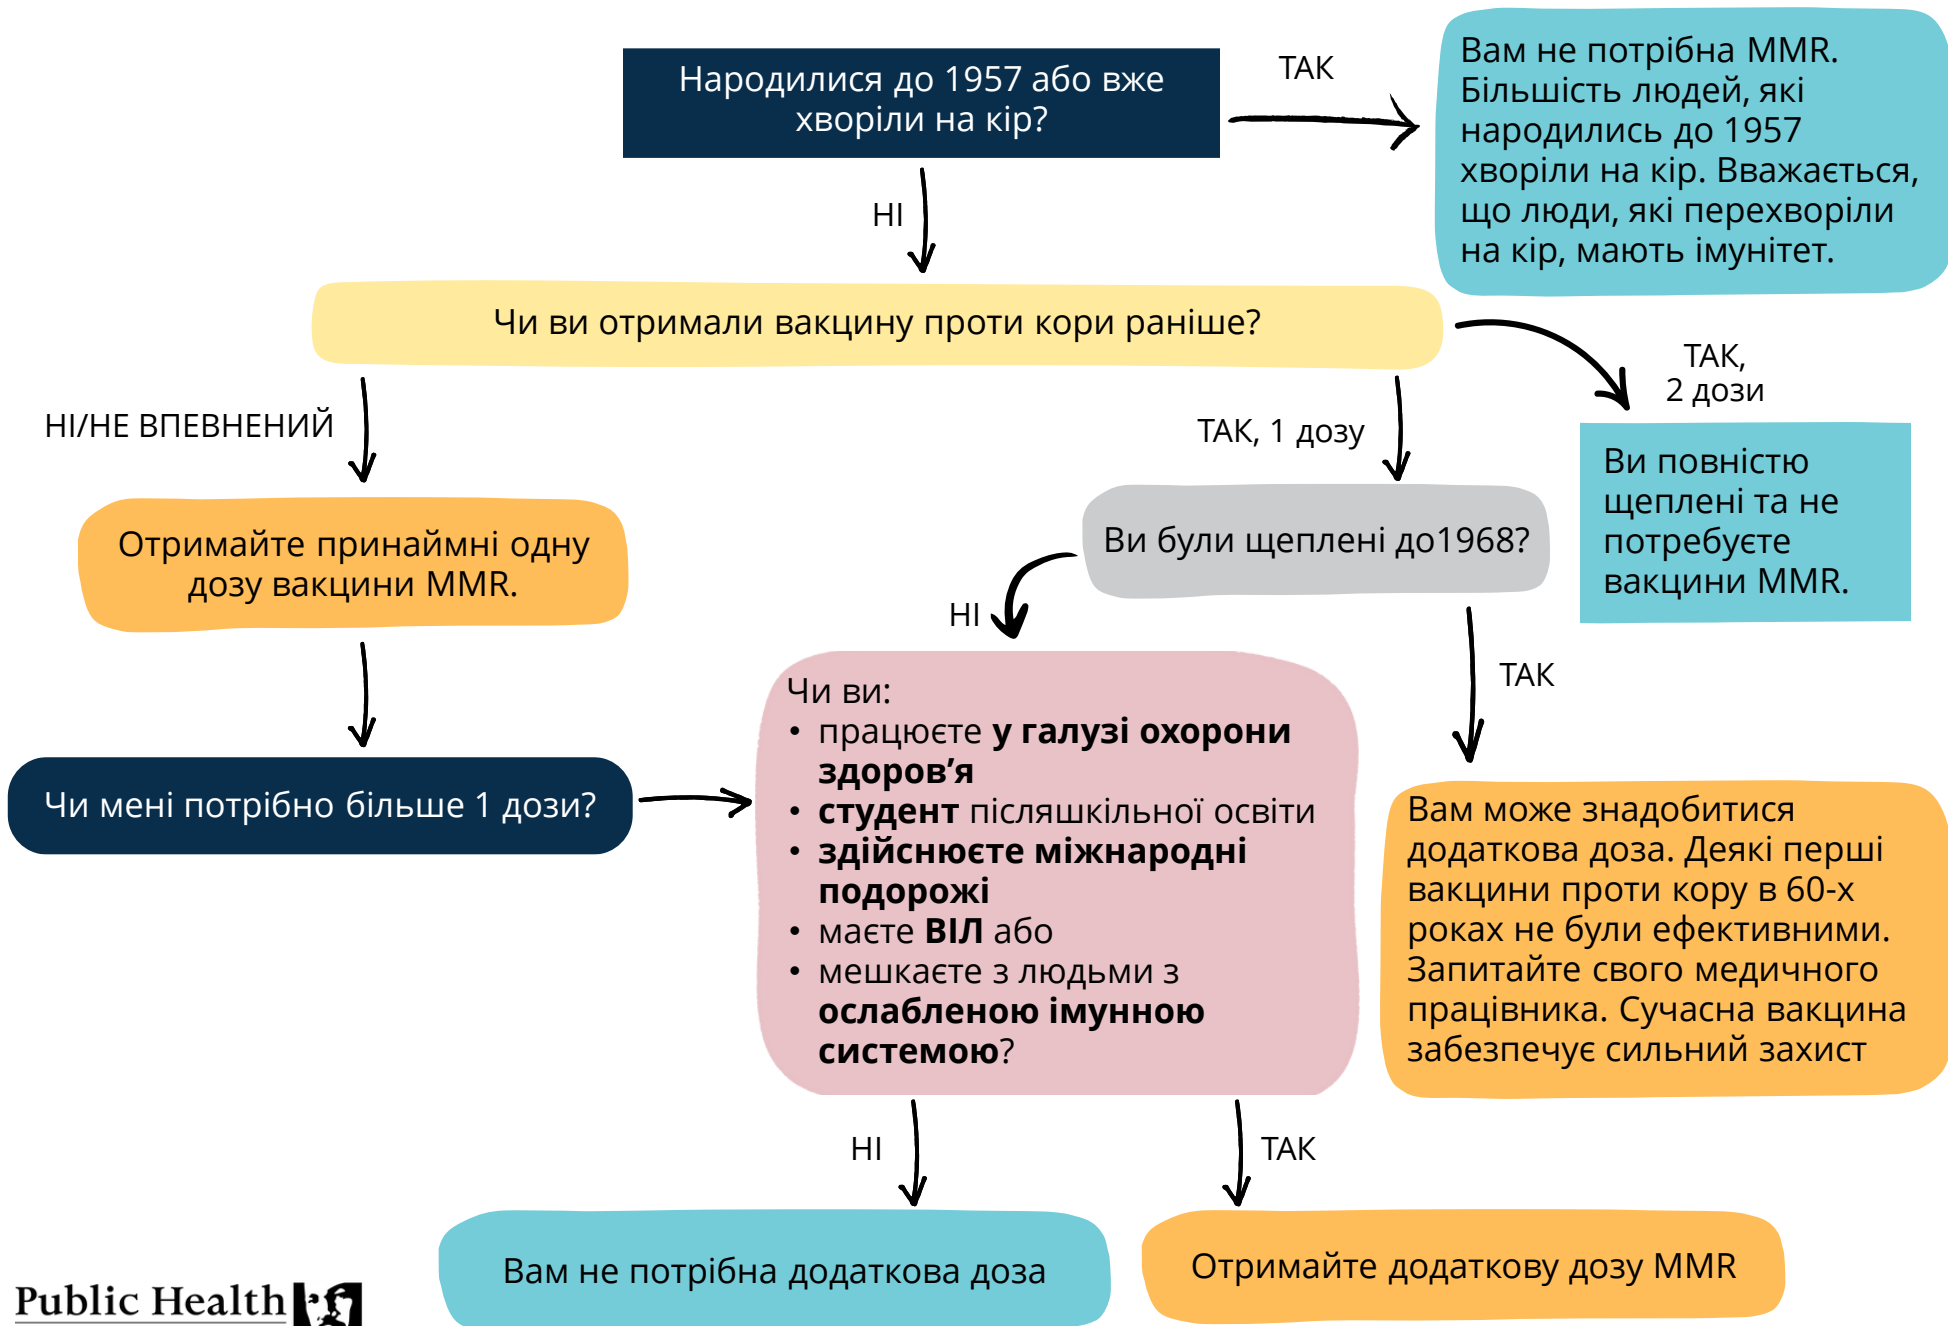 Народилися до 1957 або вже
хворіли на кір?
ТАК
Вам не потрібна MMR.
Більшість людей, які
народились до 1957
хворіли на кір. Вважається,
що люди, які перехворіли
на кір, мають імунітет.
НІ
Чи ви отримали вакцину проти кори раніше?
НІ/НЕ ВПЕВНЕНИЙ
ТАК, 1 дозу
ТАК,
2 дози
Ви повністю
щеплені та не
потребуєте
вакцини MMR.
Отримайте принаймні одну
дозу вакцини MMR.
Ви були щеплені до1968?
НІ
ТАК
Чи мені потрібно більше 1 дози?
Чи ви:
• працюєте у галузі охорони
здоров’я
• студент післяшкільної освіти
• здійснюєте міжнародні
подорожі
• маєте ВІЛ або
• мешкаєте з людьми з
ослабленою імунною
системою?
Вам може знадобитися
додаткова доза. Деякі перші
вакцини проти кору в 60-х
роках не були ефективними.
Запитайте свого медичного
працівника. Сучасна вакцина
забезпечує сильний захист
НІ
ТАК
Вам не потрібна додаткова доза
Отримайте додаткову дозу MMR
Public Health